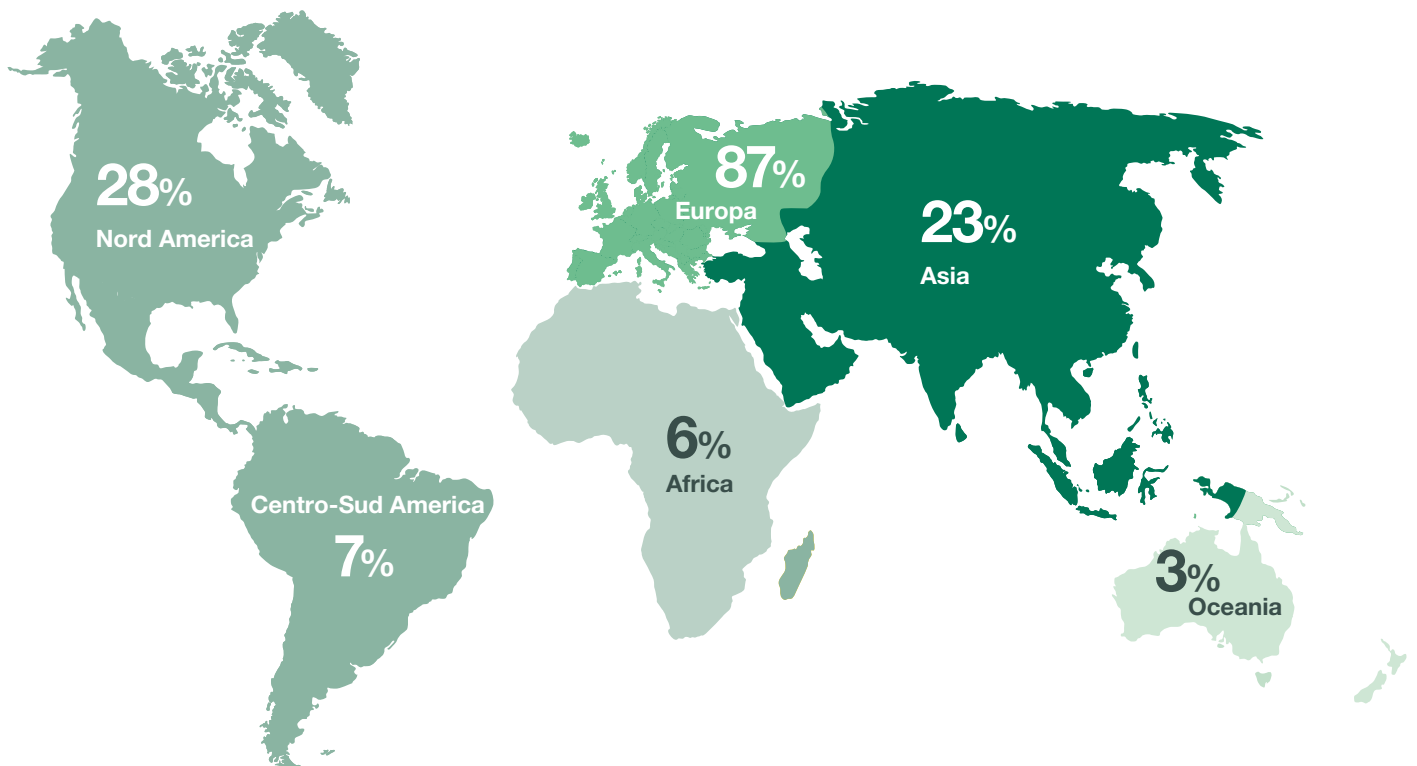 28%
Nord America
87%
Europa
23%
Asia
6%
Africa
Centro-Sud America
7%
3%
Oceania